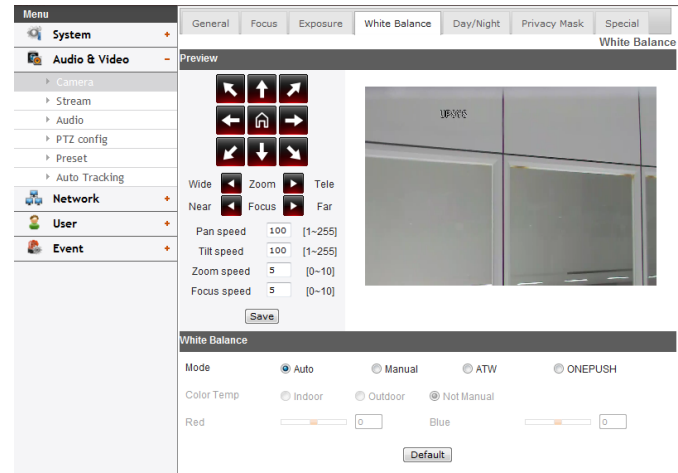 Menu
General Focus Exposure White Balance Day/Night Privacy Mask Special
System +
White Balance
Audio & Video -
Preview
Camera
Stream
Audio
PTZ config
Preset
Auto Tracking
Network +
User +
Event +
Wide Zoom Tele
Near Focus Far
Pan speed 100 [1~255]
Tilt speed 100 [1~255]
Zoom speed 5 [0~10]
Focus speed 5 [0~10]
Save
White Balance
Mode Auto Manual ATW ONEPUSH
Color Temp Indoor Outdoor Not Manual
Red 0 Blue 0
Default